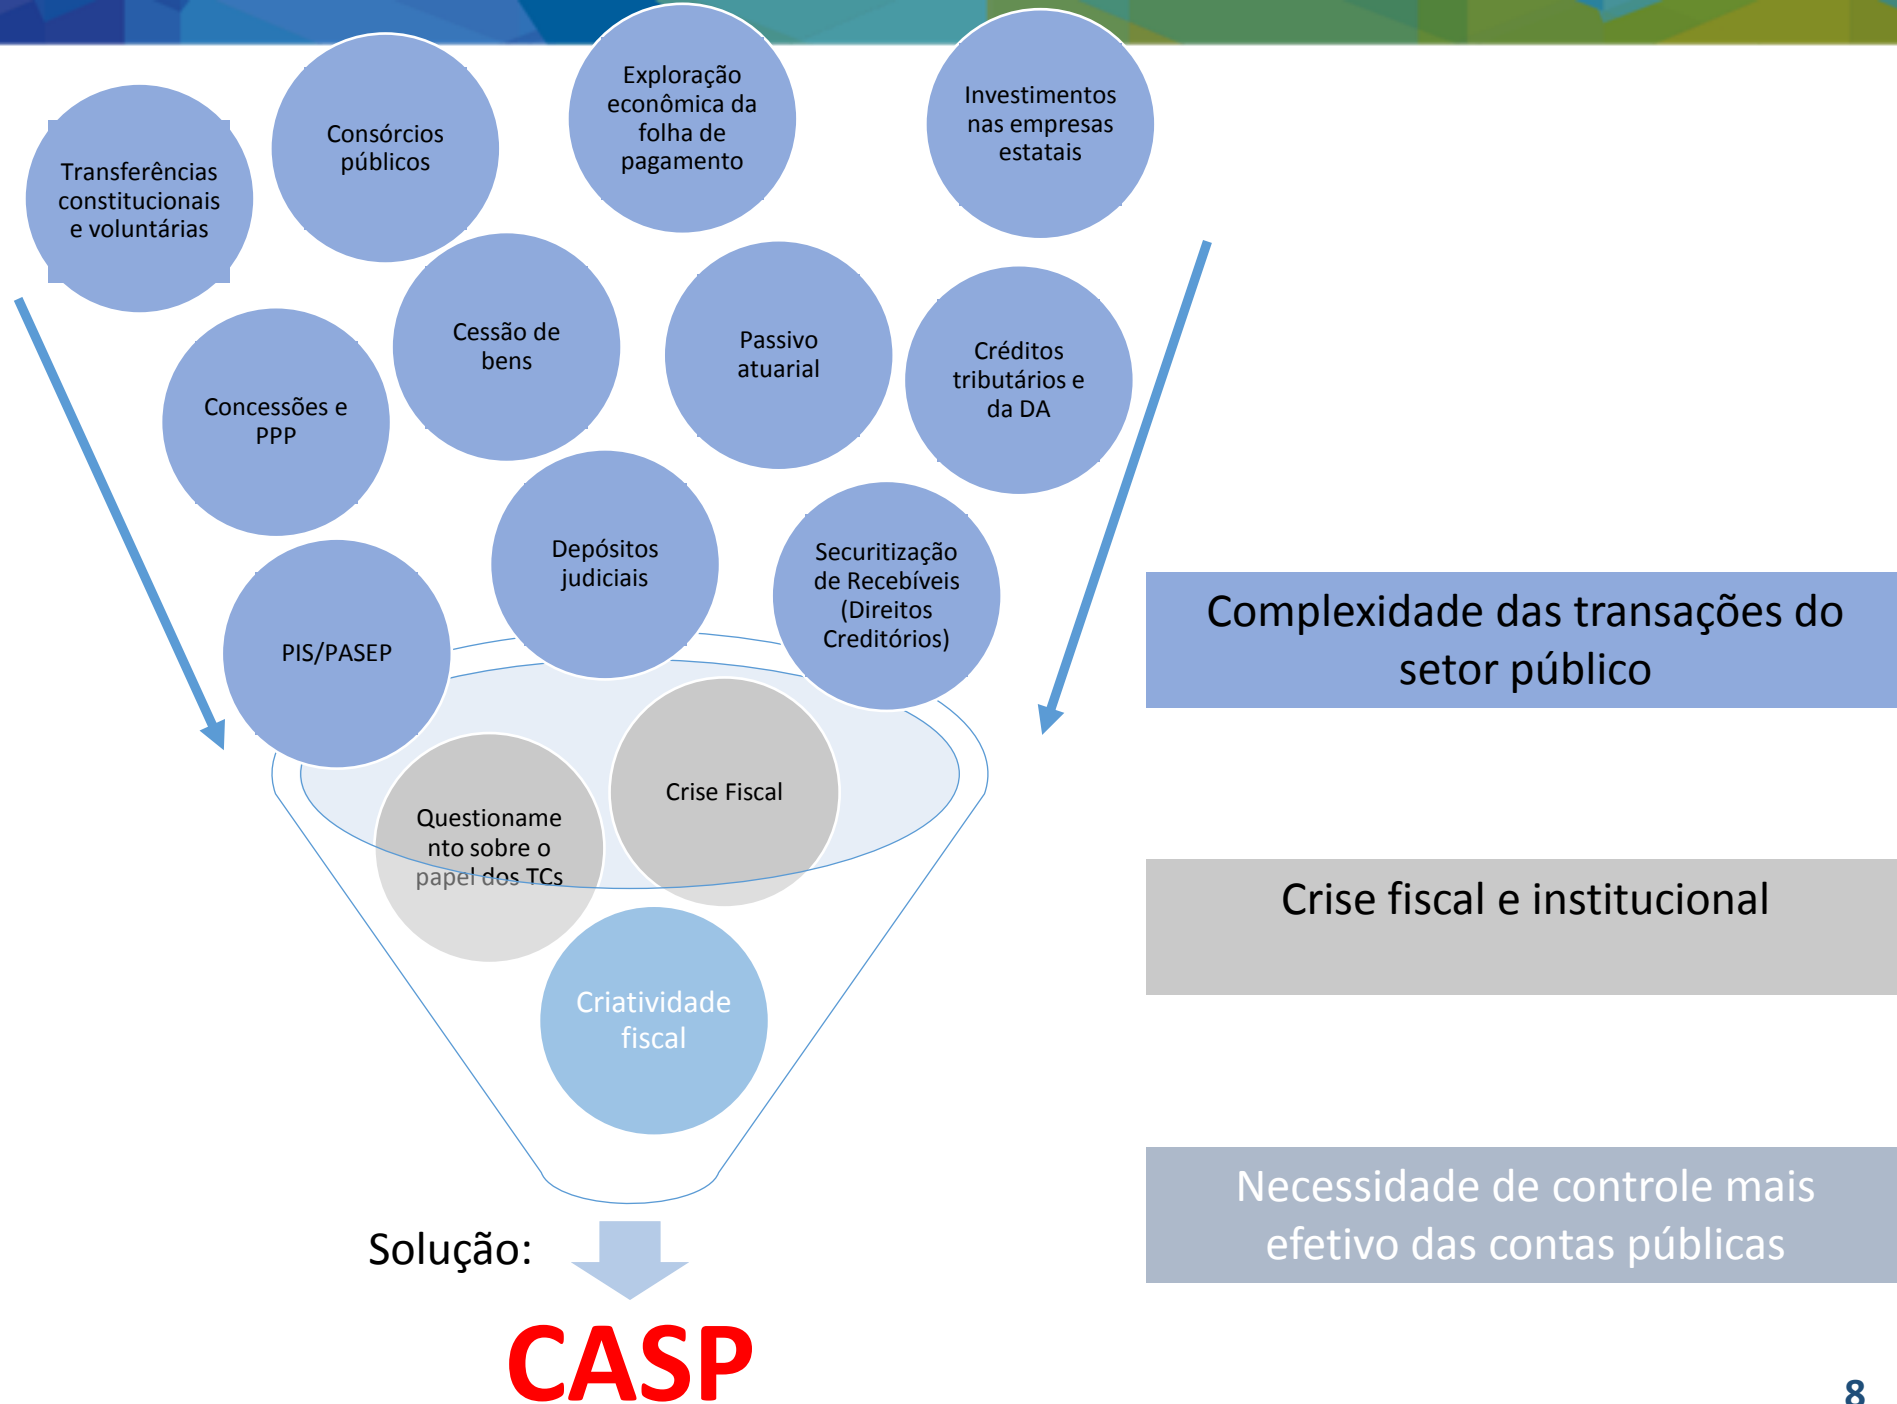 Exploração
econômica da
folha de
pagamento
Investimentos
nas empresas
estatais
Consórcios
públicos
Transferências
constitucionais
e voluntárias
Cessão de
bens
Passivo
atuarial
Créditos
tributários e
da DA
Concessões e
PPP
Depósitos
judiciais
Securitização
de Recebíveis
(Direitos
Creditórios)
PIS/PASEP
Complexidade das transações do
setor público
Crise Fiscal
Questioname
nto sobre o
papel dos TCs
Crise fiscal e institucional
Criatividade
fiscal
Necessidade de controle mais
efetivo das contas públicas
Solução:
CASP
8